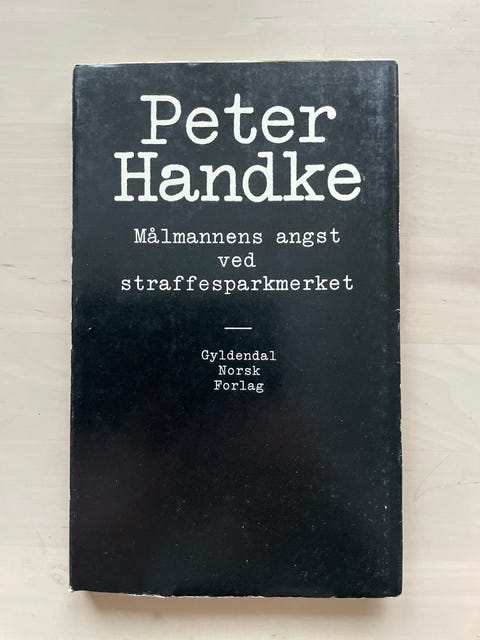 Peter
Handke
Målmannens angst
ved
straffesparkmerket
Gyldendal
Norsk
Forlag